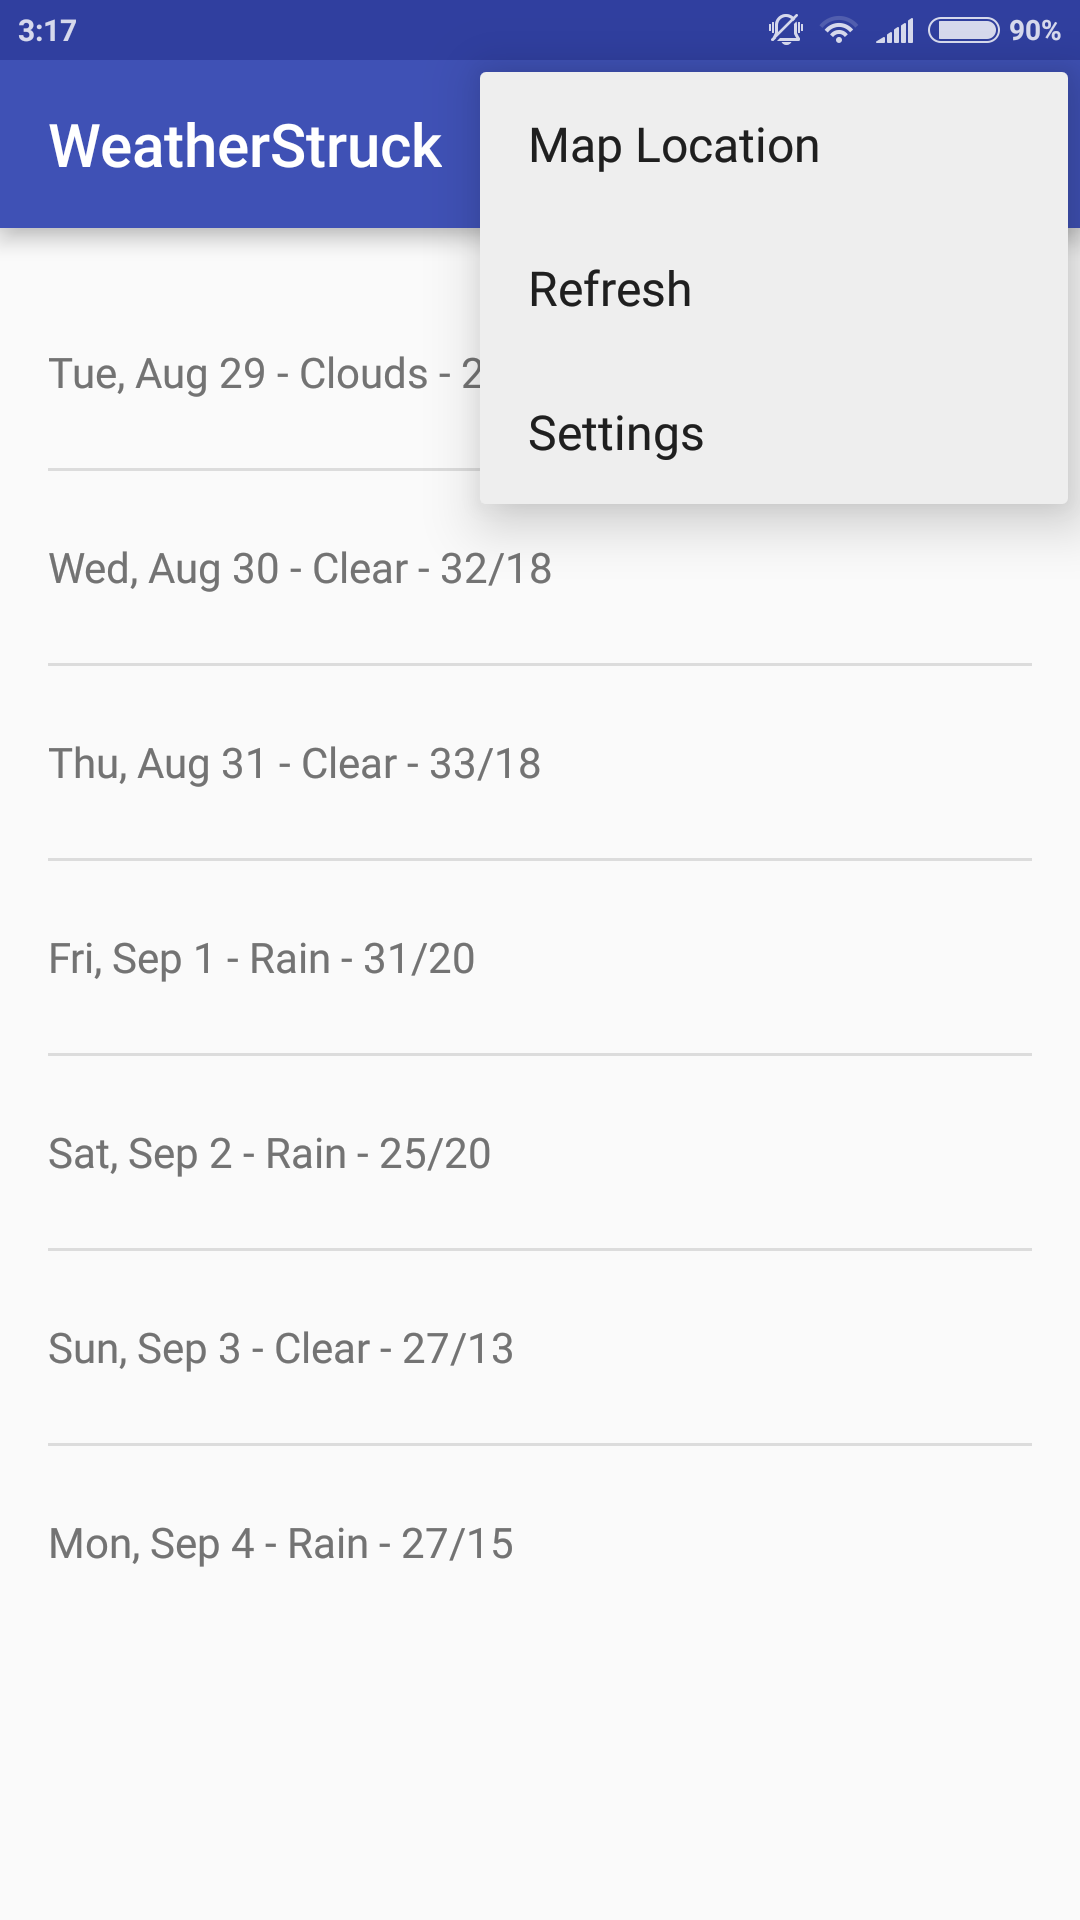 3:17
90%
WeatherStruck
Map Location
Refresh
Settings
Tue, Aug 29 - Clouds - 2
Wed, Aug 30 - Clear - 32/18
Thu, Aug 31 - Clear - 33/18
Fri, Sep 1 - Rain - 31/20
Sat, Sep 2 - Rain - 25/20
Sun, Sep 3 - Clear - 27/13
Mon, Sep 4 - Rain - 27/15